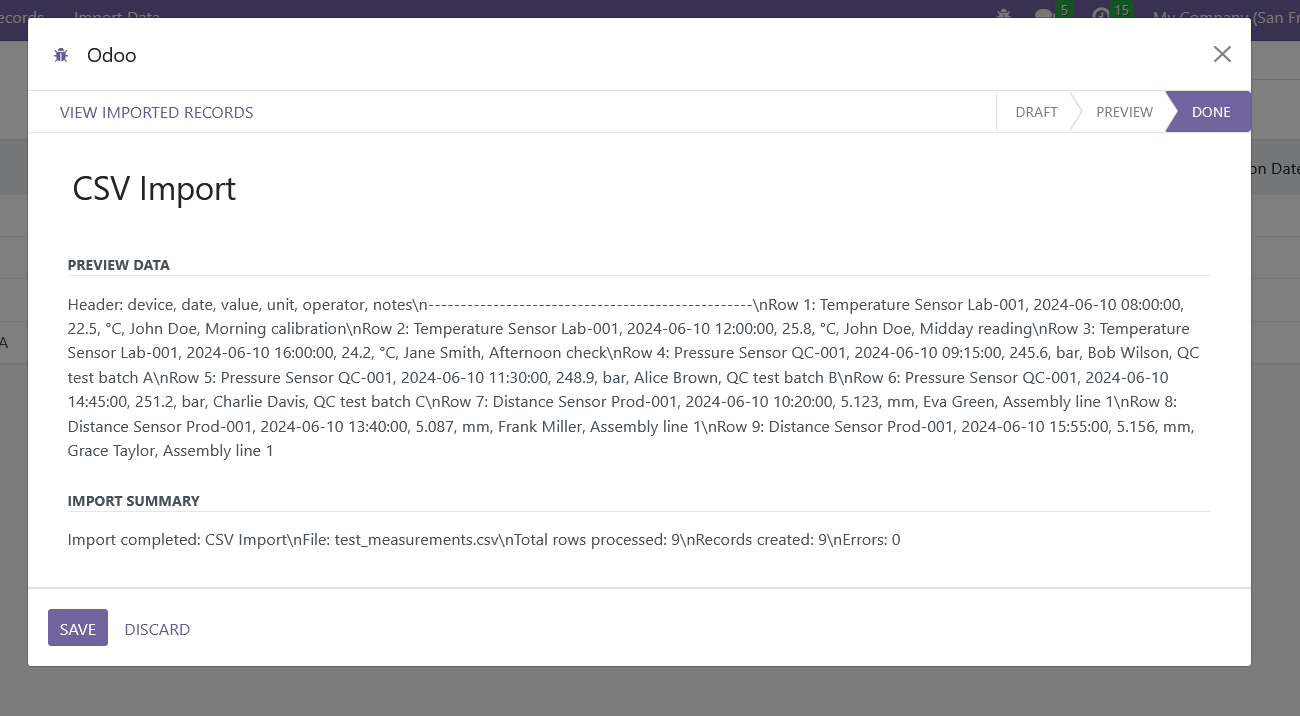 ecords Import Data 5 15 My Company (San Fr
Odoo
VIEW IMPORTED RECORDS DRAFT PREVIEW DONE
on Date
CSV Import
PREVIEW DATA
Header: device, date, value, unit, operator, notes\n--------------------------------------------------\nRow 1: Temperature Sensor Lab-001, 2024-06-10 08:00:00,
22.5, °C, John Doe, Morning calibration\nRow 2: Temperature Sensor Lab-001, 2024-06-10 12:00:00, 25.8, °C, John Doe, Midday reading\nRow 3: Temperature
Sensor Lab-001, 2024-06-10 16:00:00, 24.2, °C, Jane Smith, Afternoon check\nRow 4: Pressure Sensor QC-001, 2024-06-10 09:15:00, 245.6, bar, Bob Wilson, QC
test batch A\nRow 5: Pressure Sensor QC-001, 2024-06-10 11:30:00, 248.9, bar, Alice Brown, QC test batch B\nRow 6: Pressure Sensor QC-001, 2024-06-10
14:45:00, 251.2, bar, Charlie Davis, QC test batch C\nRow 7: Distance Sensor Prod-001, 2024-06-10 10:20:00, 5.123, mm, Eva Green, Assembly line 1\nRow 8:
Distance Sensor Prod-001, 2024-06-10 13:40:00, 5.087, mm, Frank Miller, Assembly line 1\nRow 9: Distance Sensor Prod-001, 2024-06-10 15:55:00, 5.156, mm,
Grace Taylor, Assembly line 1
IMPORT SUMMARY
Import completed: CSV Import\nFile: test_measurements.csv\nTotal rows processed: 9\nRecords created: 9\nErrors: 0
SAVE DISCARD